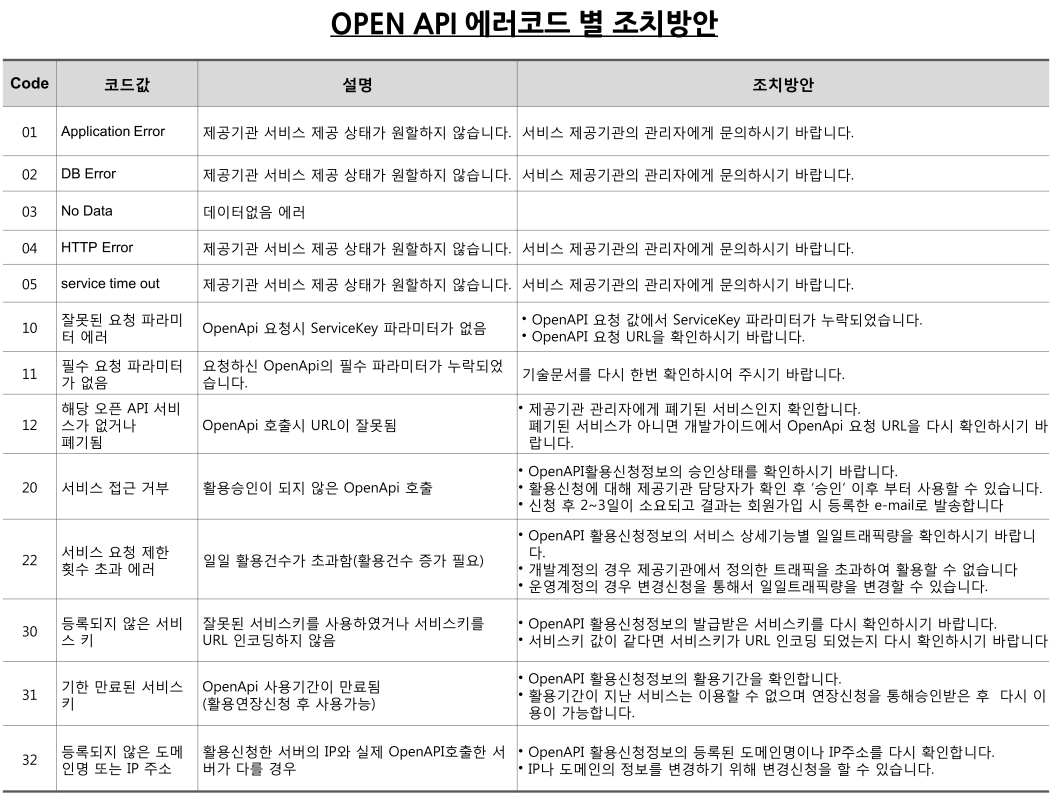 OPEN API 에러코드 별 조치방안
Code 코드값 설명 조치방안
01 Application Error 제공기관 서비스 제공 상태가 원할하지 않습니다. 서비스 제공기관의 관리자에게 문의하시기 바랍니다.
02 DB Error 제공기관 서비스 제공 상태가 원할하지 않습니다. 서비스 제공기관의 관리자에게 문의하시기 바랍니다.
03 No Data 데이터없음 에러
04 HTTP Error 제공기관 서비스 제공 상태가 원할하지 않습니다. 서비스 제공기관의 관리자에게 문의하시기 바랍니다.
05 service time out 제공기관 서비스 제공 상태가 원할하지 않습니다. 서비스 제공기관의 관리자에게 문의하시기 바랍니다.
10
잘못된 요청 파라미
터 에러
OpenApi 요청시 ServiceKey 파라미터가 없음
• OpenAPI 요청 값에서 ServiceKey 파라미터가 누락되었습니다.
• OpenAPI 요청 URL을 확인하시기 바랍니다.
11
필수 요청 파라미터
가 없음
요청하신 OpenApi의 필수 파라미터가 누락되었
습니다.
기술문서를 다시 한번 확인하시어 주시기 바랍니다.
12
해당 오픈 API 서비
스가 없거나
폐기됨
OpenApi 호출시 URL이 잘못됨
• 제공기관 관리자에게 폐기된 서비스인지 확인합니다.
폐기된 서비스가 아니면 개발가이드에서 OpenApi 요청 URL을 다시 확인하시기 바
랍니다.
20
서비스 접근 거부
활용승인이 되지 않은 OpenApi 호출
• OpenAPI활용신청정보의 승인상태를 확인하시기 바랍니다.
• 활용신청에 대해 제공기관 담당자가 확인 후 ‘승인’ 이후 부터 사용할 수 있습니다.
• 신청 후 2~3일이 소요되고 결과는 회원가입 시 등록한 e-mail로 발송합니다
22
서비스 요청 제한
횟수 초과 에러
일일 활용건수가 초과함(활용건수 증가 필요)
• OpenAPI 활용신청정보의 서비스 상세기능별 일일트래픽량을 확인하시기 바랍니
다.
• 개발계정의 경우 제공기관에서 정의한 트래픽을 초과하여 활용할 수 없습니다
• 운영계정의 경우 변경신청을 통해서 일일트래픽량을 변경할 수 있습니다.
30
등록되지 않은 서비
스 키
잘못된 서비스키를 사용하였거나 서비스키를
URL 인코딩하지 않음
• OpenAPI 활용신청정보의 발급받은 서비스키를 다시 확인하시기 바랍니다.
• 서비스키 값이 같다면 서비스키가 URL 인코딩 되었는지 다시 확인하시기 바랍니다
31
기한 만료된 서비스
키
OpenApi 사용기간이 만료됨
(활용연장신청 후 사용가능)
• OpenAPI 활용신청정보의 활용기간을 확인합니다.
• 활용기간이 지난 서비스는 이용할 수 없으며 연장신청을 통해승인받은 후 다시 이
용이 가능합니다.
32
등록되지 않은 도메
인명 또는 IP 주소
활용신청한 서버의 IP와 실제 OpenAPI호출한 서
버가 다를 경우
• OpenAPI 활용신청정보의 등록된 도메인명이나 IP주소를 다시 확인합니다.
• IP나 도메인의 정보를 변경하기 위해 변경신청을 할 수 있습니다.